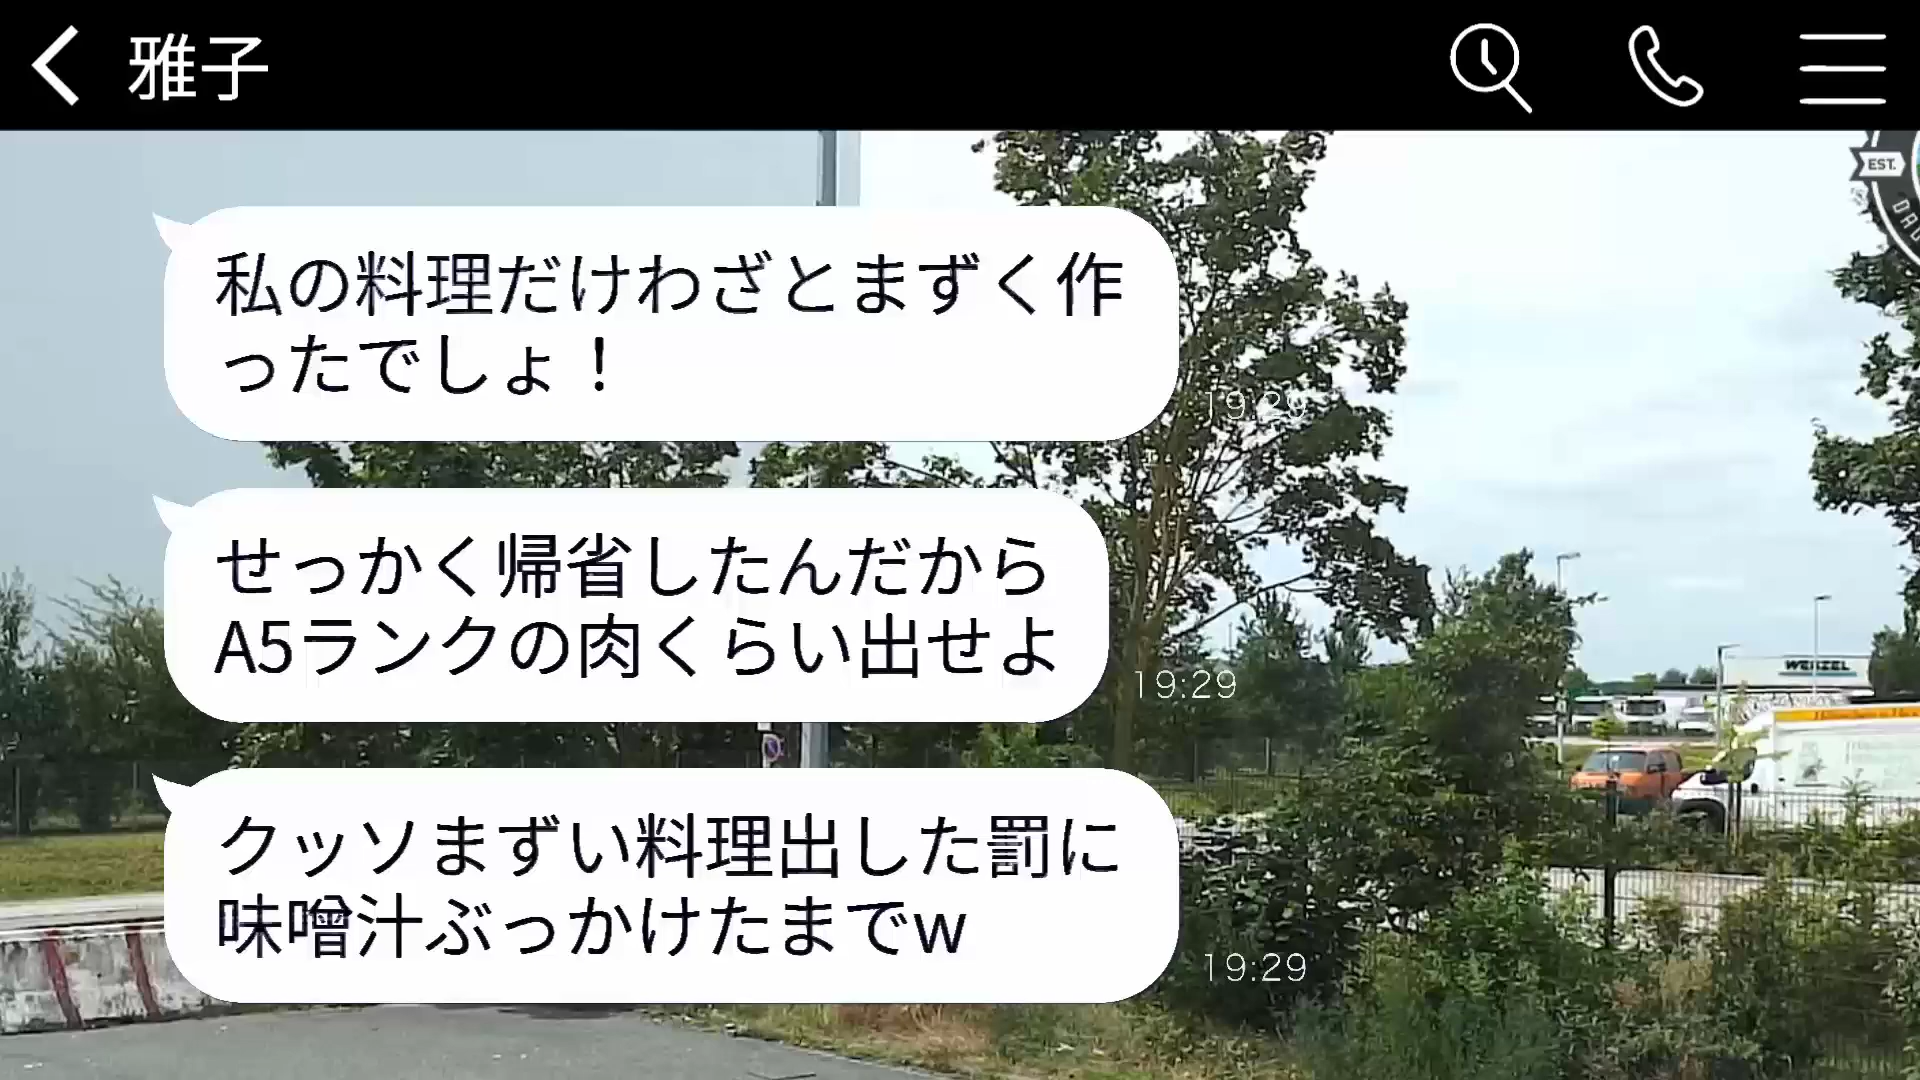 雅子
私の料理だけわざとまずく作
ったでしょ！
19:29
せっかく帰省したんだから
A5ランクの肉くらい出せよ
19:29
クッソまずい料理出した罰に
味噌汁ぶっかけたまでw
19:29
EST.
WENZEL